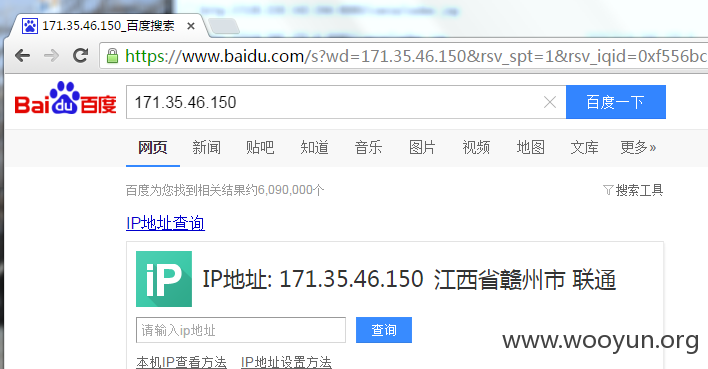 171.35.46.150_百度搜索
https://www.baidu.com/s?wd=171.35.46.150&rsv_spt=1&rsv_iqid=0xf556bc
Bai du 百度
171.35.46.150
百度一下
网页 新闻 贴吧 知道 音乐 图片 视频 地图 文库 更多»
百度为您找到相关结果约6,090,000个 搜索工具
IP地址查询
iP IP地址: 171.35.46.150 江西省赣州市 联通
请输入ip地址 查询
www.wooyun.org
本机IP查看方法 IP地址设置方法